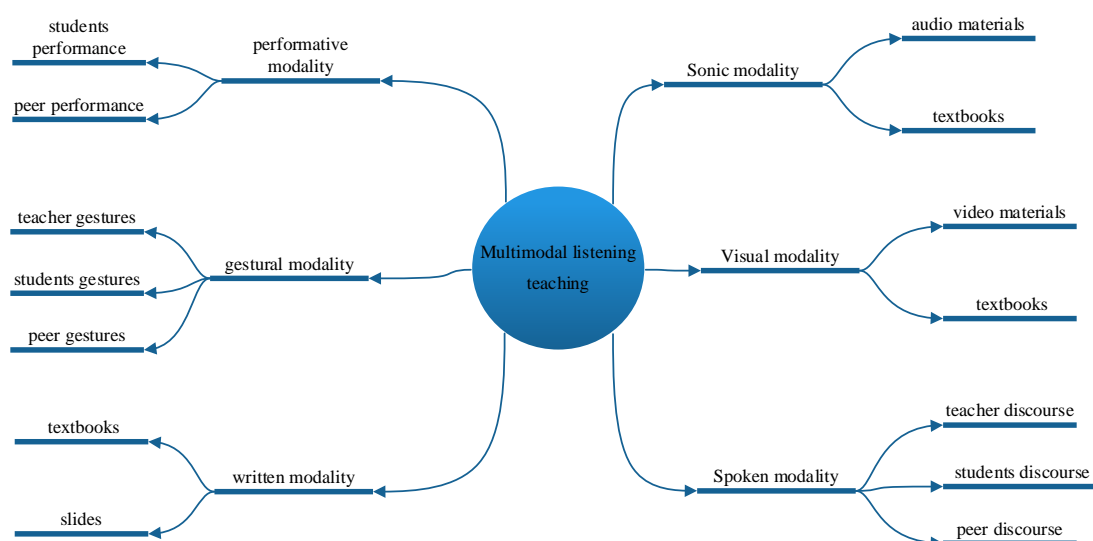 students
performance
performative
modality
peer performance
teacher gestures
gestural modality
students gestures
peer gestures
textbooks
written modality
slides
Multimodal listening
teaching
audio materials
Sonic modality
textbooks
video materials
Visual modality
textbooks
teacher discourse
Spoken modality
students discourse
peer discourse